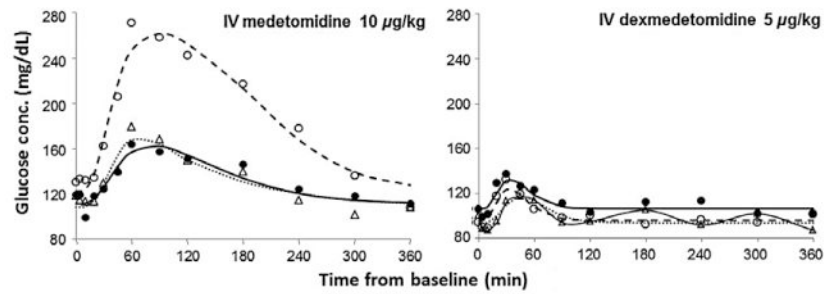 IV medetomidine 10 µg/kg
IV dexmedetomidine 5 µg/kg
Glucose conc. (mg/dL)
280
240
200
160
120
80
280
240
200
160
120
80
0 60 120 180 240 300 360
0 60 120 180 240 300 360
Time from baseline (min)